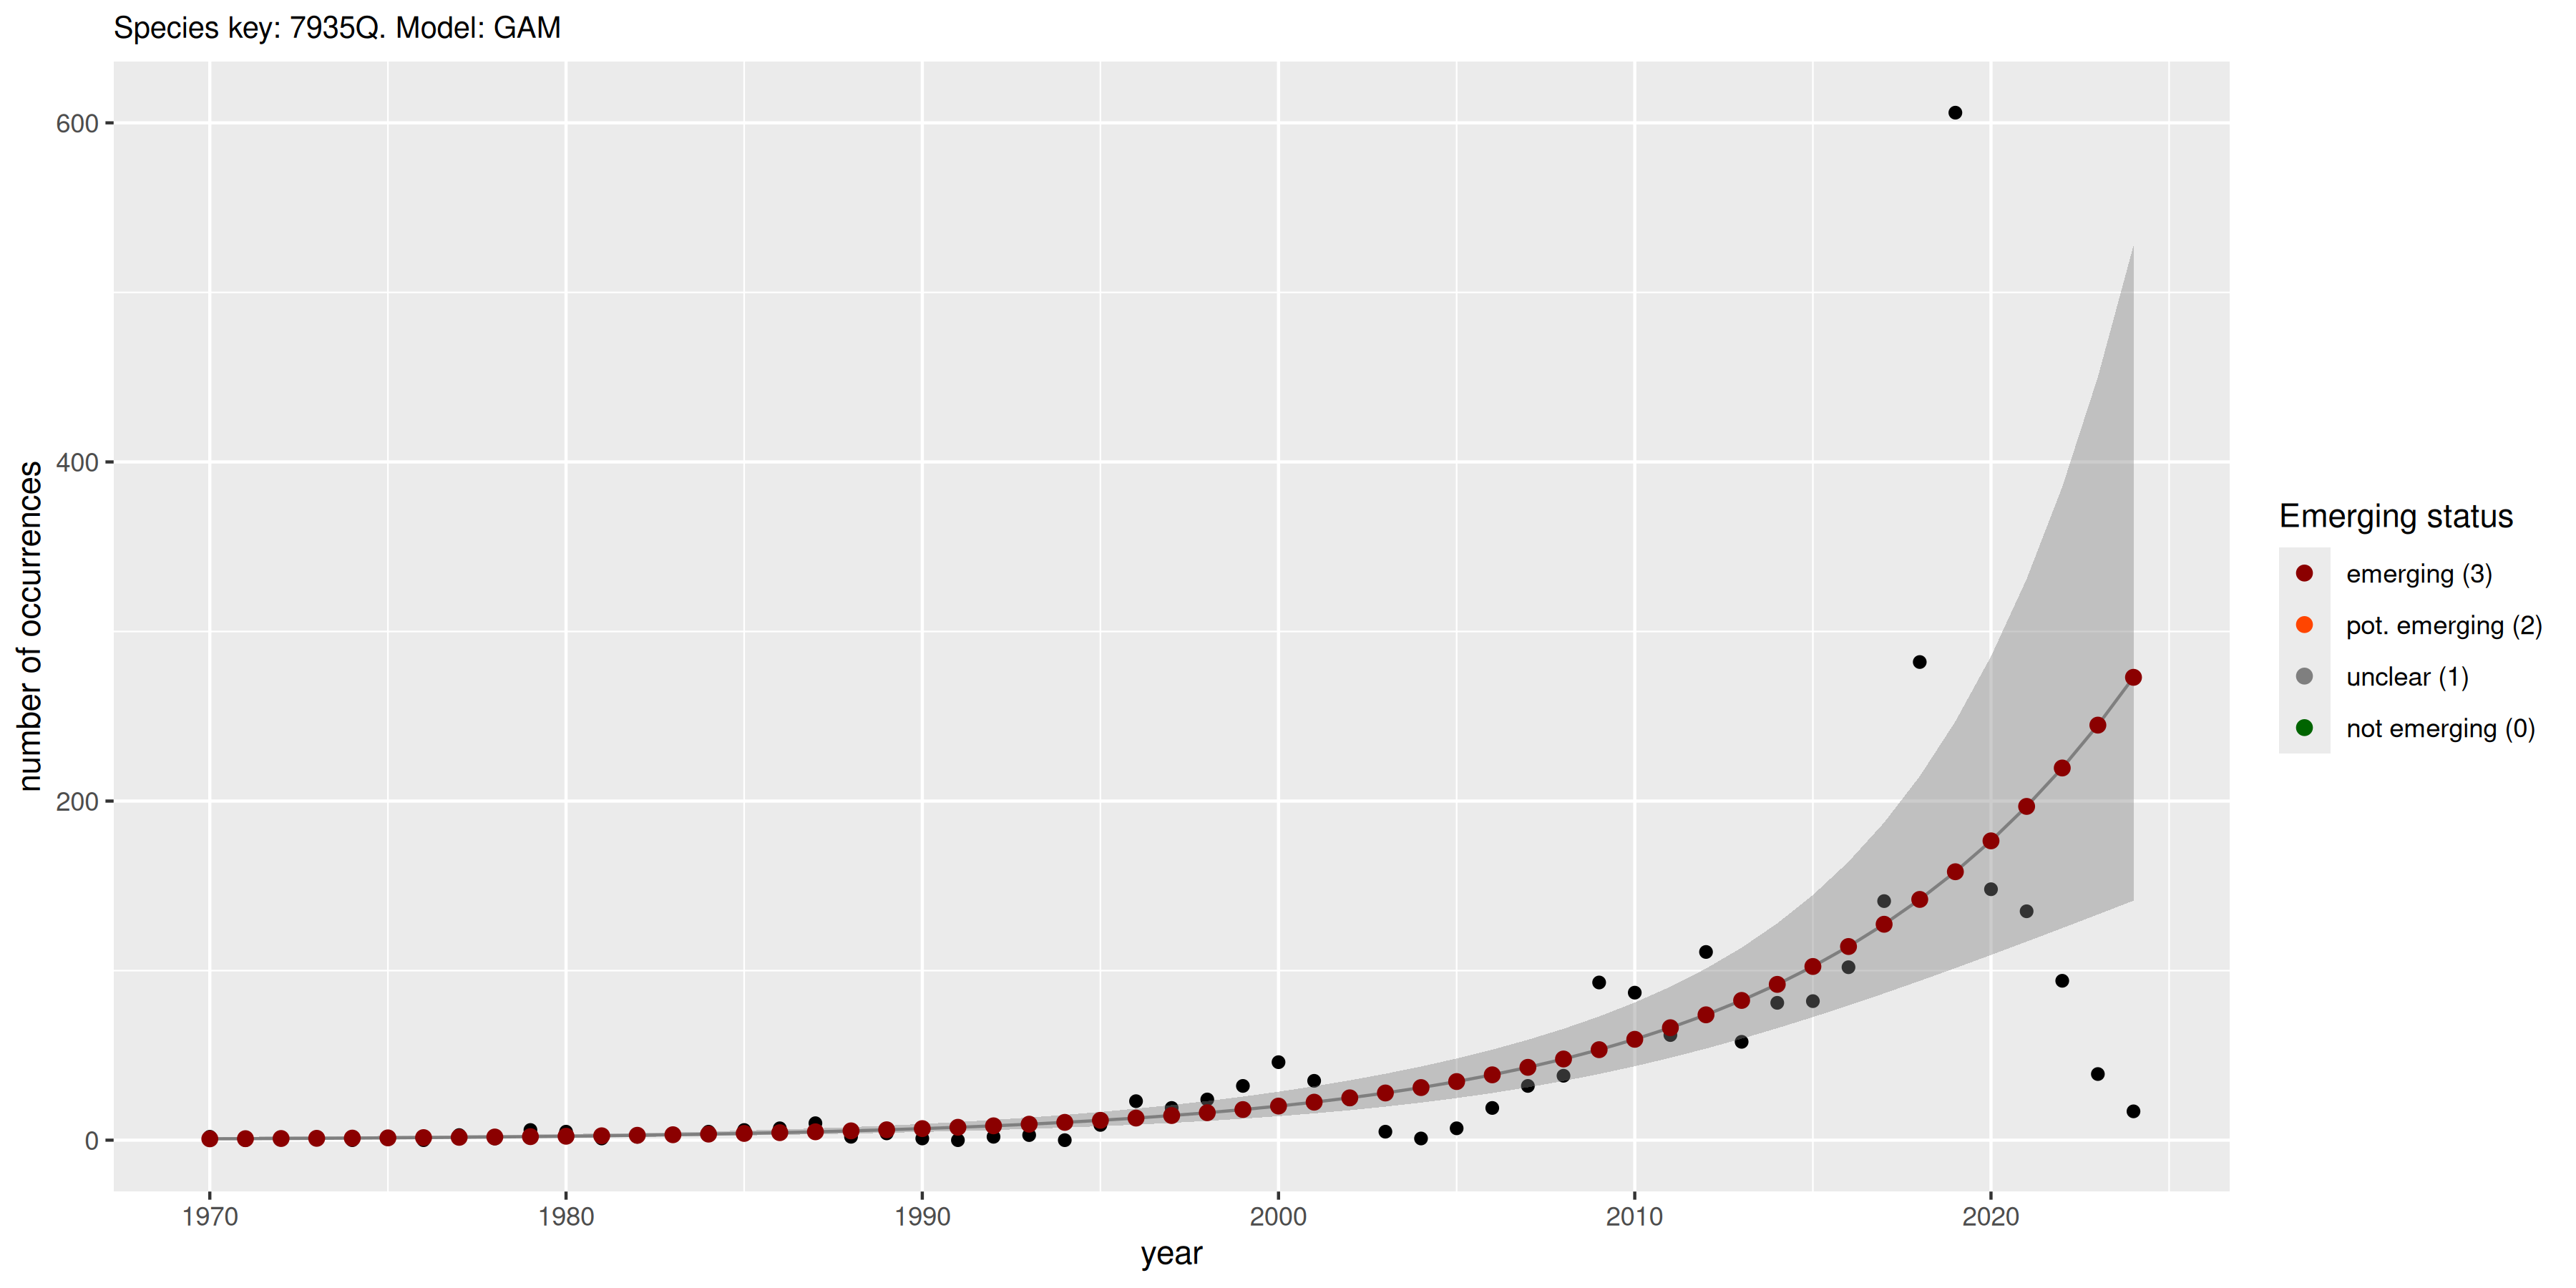 Species key: 7935Q. Model: GAM
600
400
200
0
number of occurrences
1970 1980 1990 2000 2010 2020
year
Emerging status
emerging (3)
pot. emerging (2)
unclear (1)
not emerging (0)